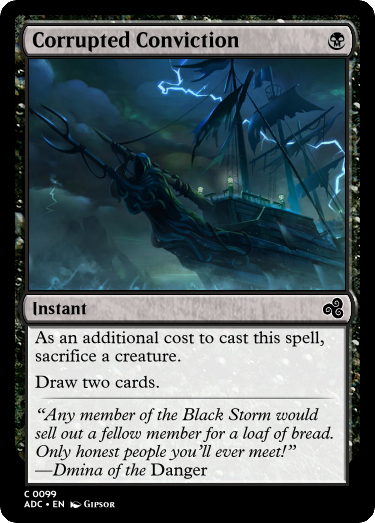 Corrupted Conviction
Instant
As an additional cost to cast this spell,
sacrifice a creature.
Draw two cards.
“Any member of the Black Storm would
sell out a fellow member for a loaf of bread.
Only honest people you’ll ever meet!”
—Dmina of the Danger
C 0099
ADC • EN Gipsor